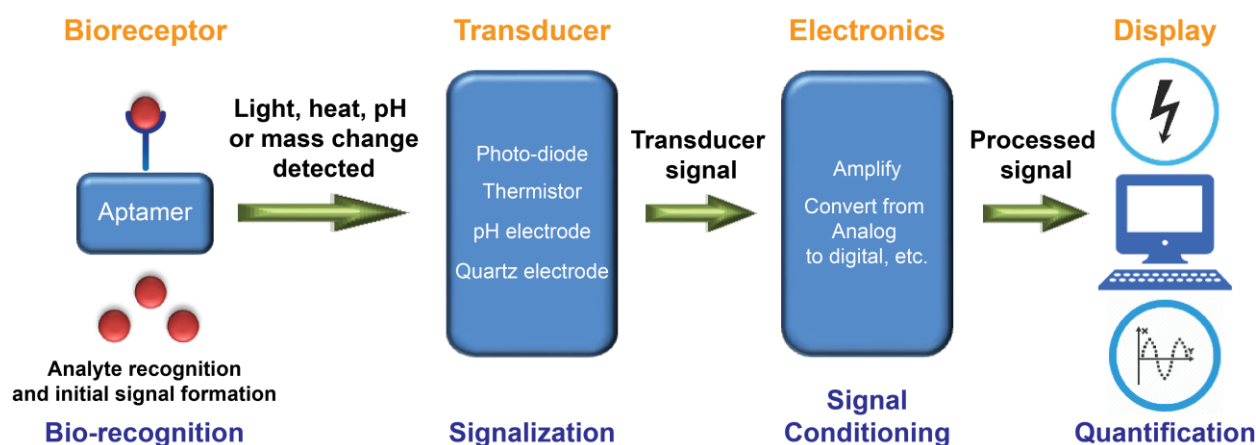 Bioreceptor
Transducer
Electronics
Display
Light, heat, pH
or mass change
detected
Aptamer
Analyte recognition
and initial signal formation
Photo-diode
Thermistor
pH electrode
Quartz electrode
Transducer
signal
Amplify
Convert from
Analog
to digital, etc.
Processed
signal
X
Y
Bio-recognition
Signalization
Signal
Conditioning
Quantification